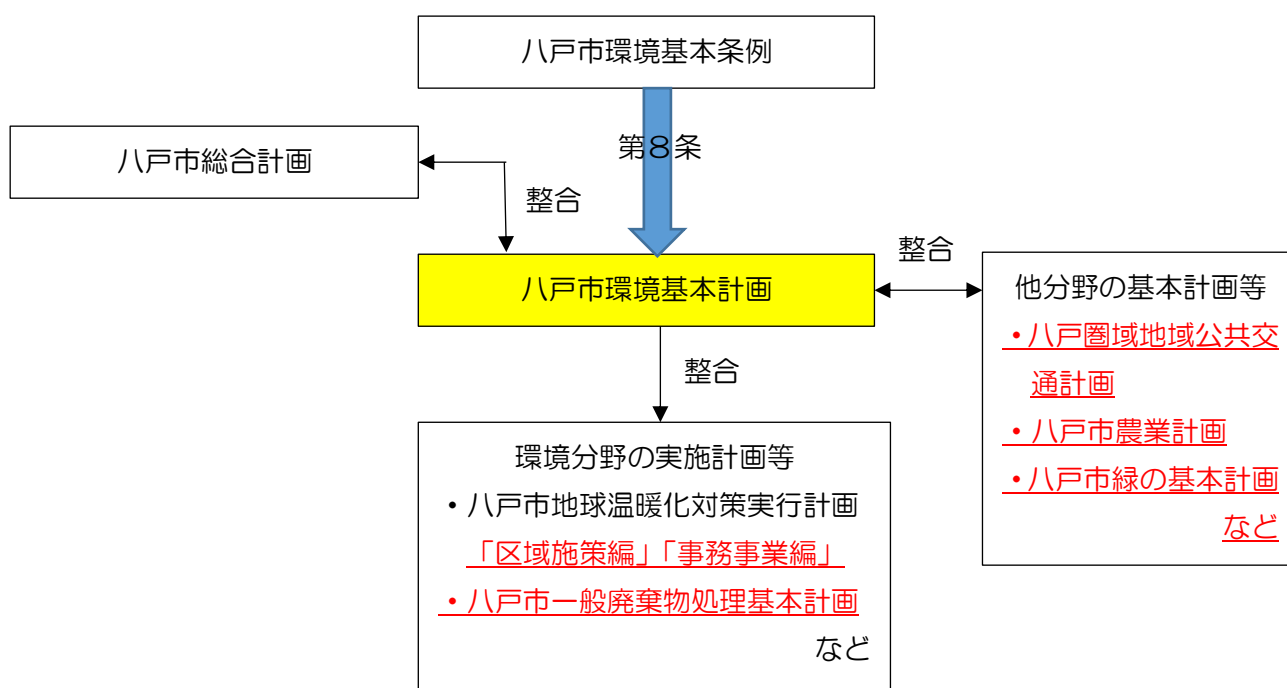 八戸市環境基本条例
第８条
八戸市総合計画
整合
八戸市環境基本計画
整合
他分野の基本計画等
・八戸圏域地域公共交
通計画
・八戸市農業計画
・八戸市緑の基本計画
など
整合
環境分野の実施計画等
・八戸市地球温暖化対策実行計画
「区域施策編」「事務事業編」
・八戸市一般廃棄物処理基本計画
など